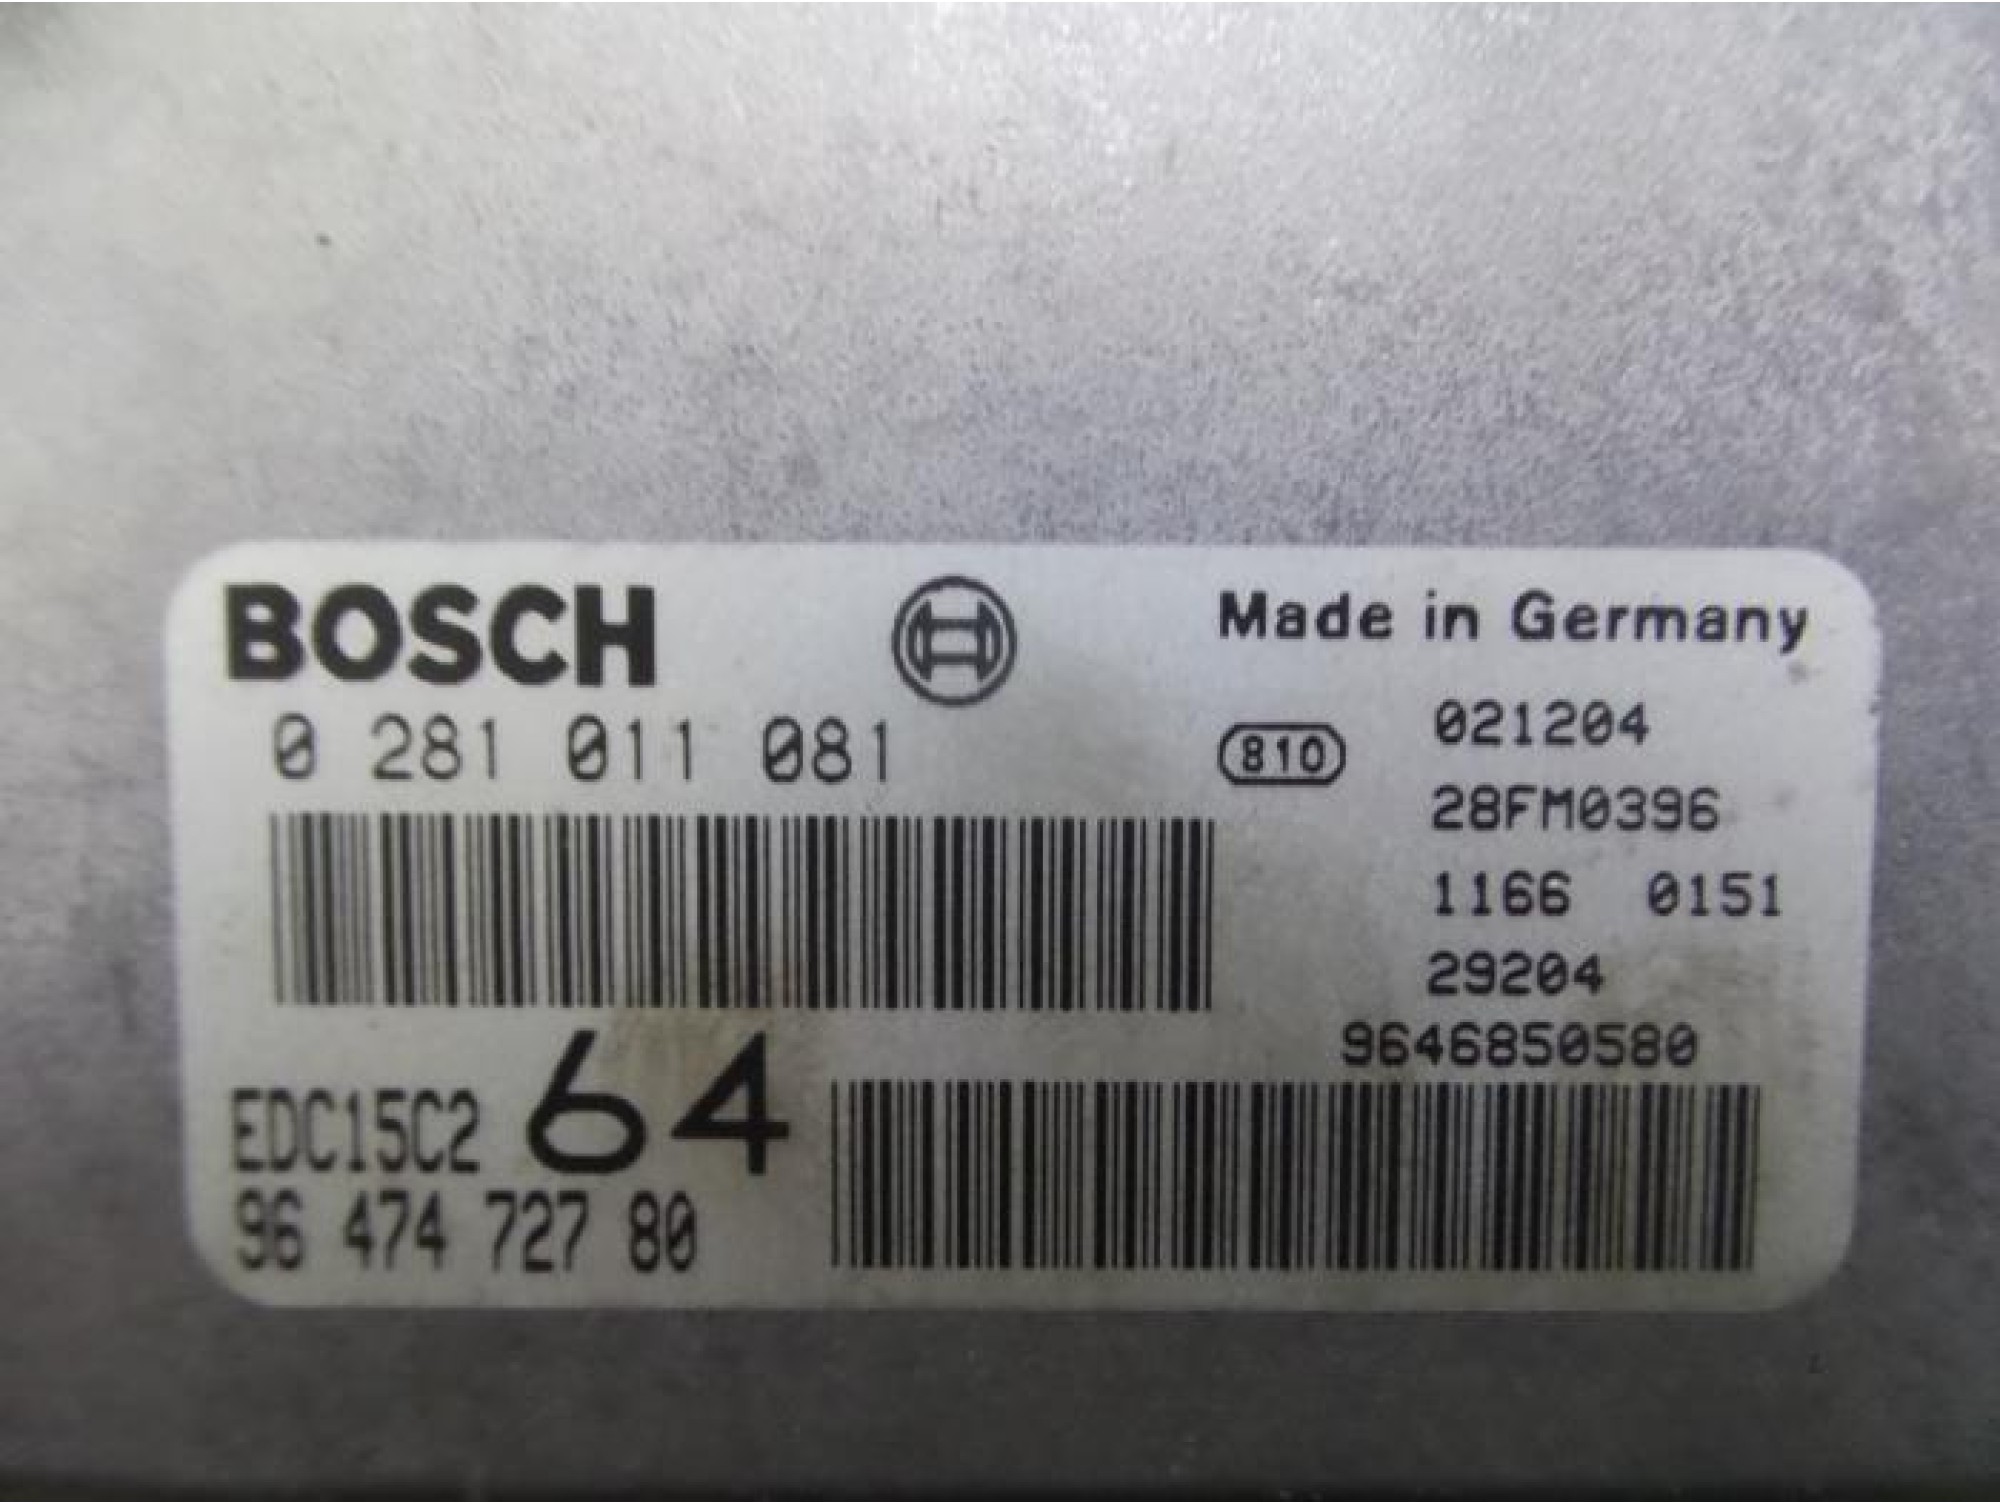 BOSCH
Made in Germany
0 281 011 081
810
021204
28FM0396
1166 0151
29204
9646850580
EDC15C2 64
96 474 727 80